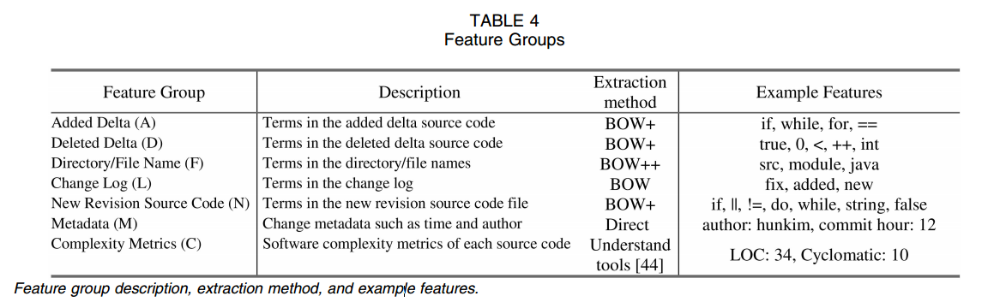 TABLE 4
Feature Groups
Feature Group Description Extraction method Example Features
Added Delta (A) Terms in the added delta source code BOW+ if, while, for, ==
Deleted Delta (D) Terms in the deleted delta source code BOW+ true, 0, <, ++, int
Directory/File Name (F) Terms in the directory/file names BOW++ src, module, java
Change Log (L) Terms in the change log BOW fix, added, new
New Revision Source Code (N) Terms in the new revision source code file BOW+ if, ||, !=, do, while, string, false
Metadata (M) Change metadata such as time and author Direct author: hunkim, commit hour: 12
Complexity Metrics (C) Software complexity metrics of each source code Understand tools [44] LOC: 34, Cyclomatic: 10
Feature group description, extraction method, and example features.